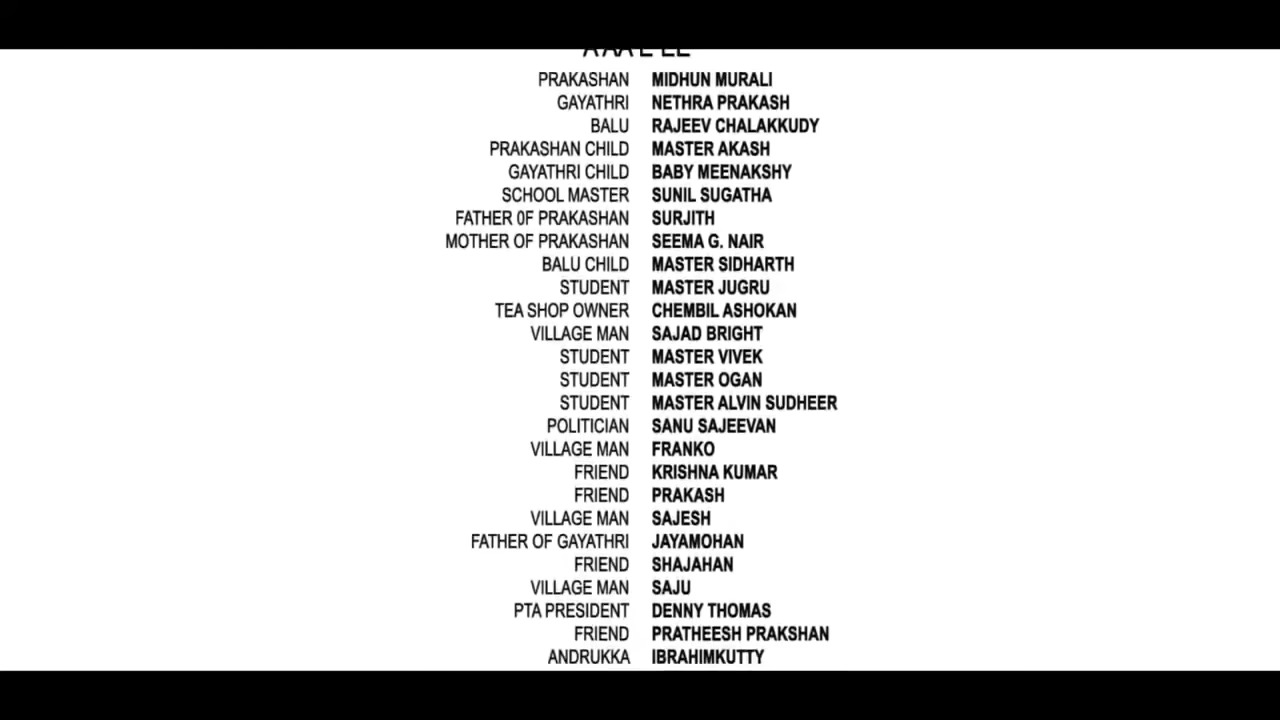 PRAKASHAN MIDHUN MURALI
GAYATHRI NETHRA PRAKASH
BALU RAJEEV CHALAKKUDY
PRAKASHAN CHILD MASTER AKASH
GAYATHRI CHILD BABY MEENAKSHY
SCHOOL MASTER SUNIL SUGATHA
FATHER 0F PRAKASHAN SURJITH
MOTHER OF PRAKASHAN SEEMA G. NAIR
BALU CHILD MASTER SIDHARTH
STUDENT MASTER JUGRU
TEA SHOP OWNER CHEMBIL ASHOKAN
VILLAGE MAN SAJAD BRIGHT
STUDENT MASTER VIVEK
STUDENT MASTER OGAN
STUDENT MASTER ALVIN SUDHEER
POLITICIAN SANU SAJEEVAN
VILLAGE MAN FRANKO
FRIEND KRISHNA KUMAR
FRIEND PRAKASH
VILLAGE MAN SAJESH
FATHER OF GAYATHRI JAYAMOHAN
FRIEND SHAJAHAN
VILLAGE MAN SAJU
PTA PRESIDENT DENNY THOMAS
FRIEND PRATHEESH PRAKSHAN
ANDRUKKA IBRAHIMKUTTY